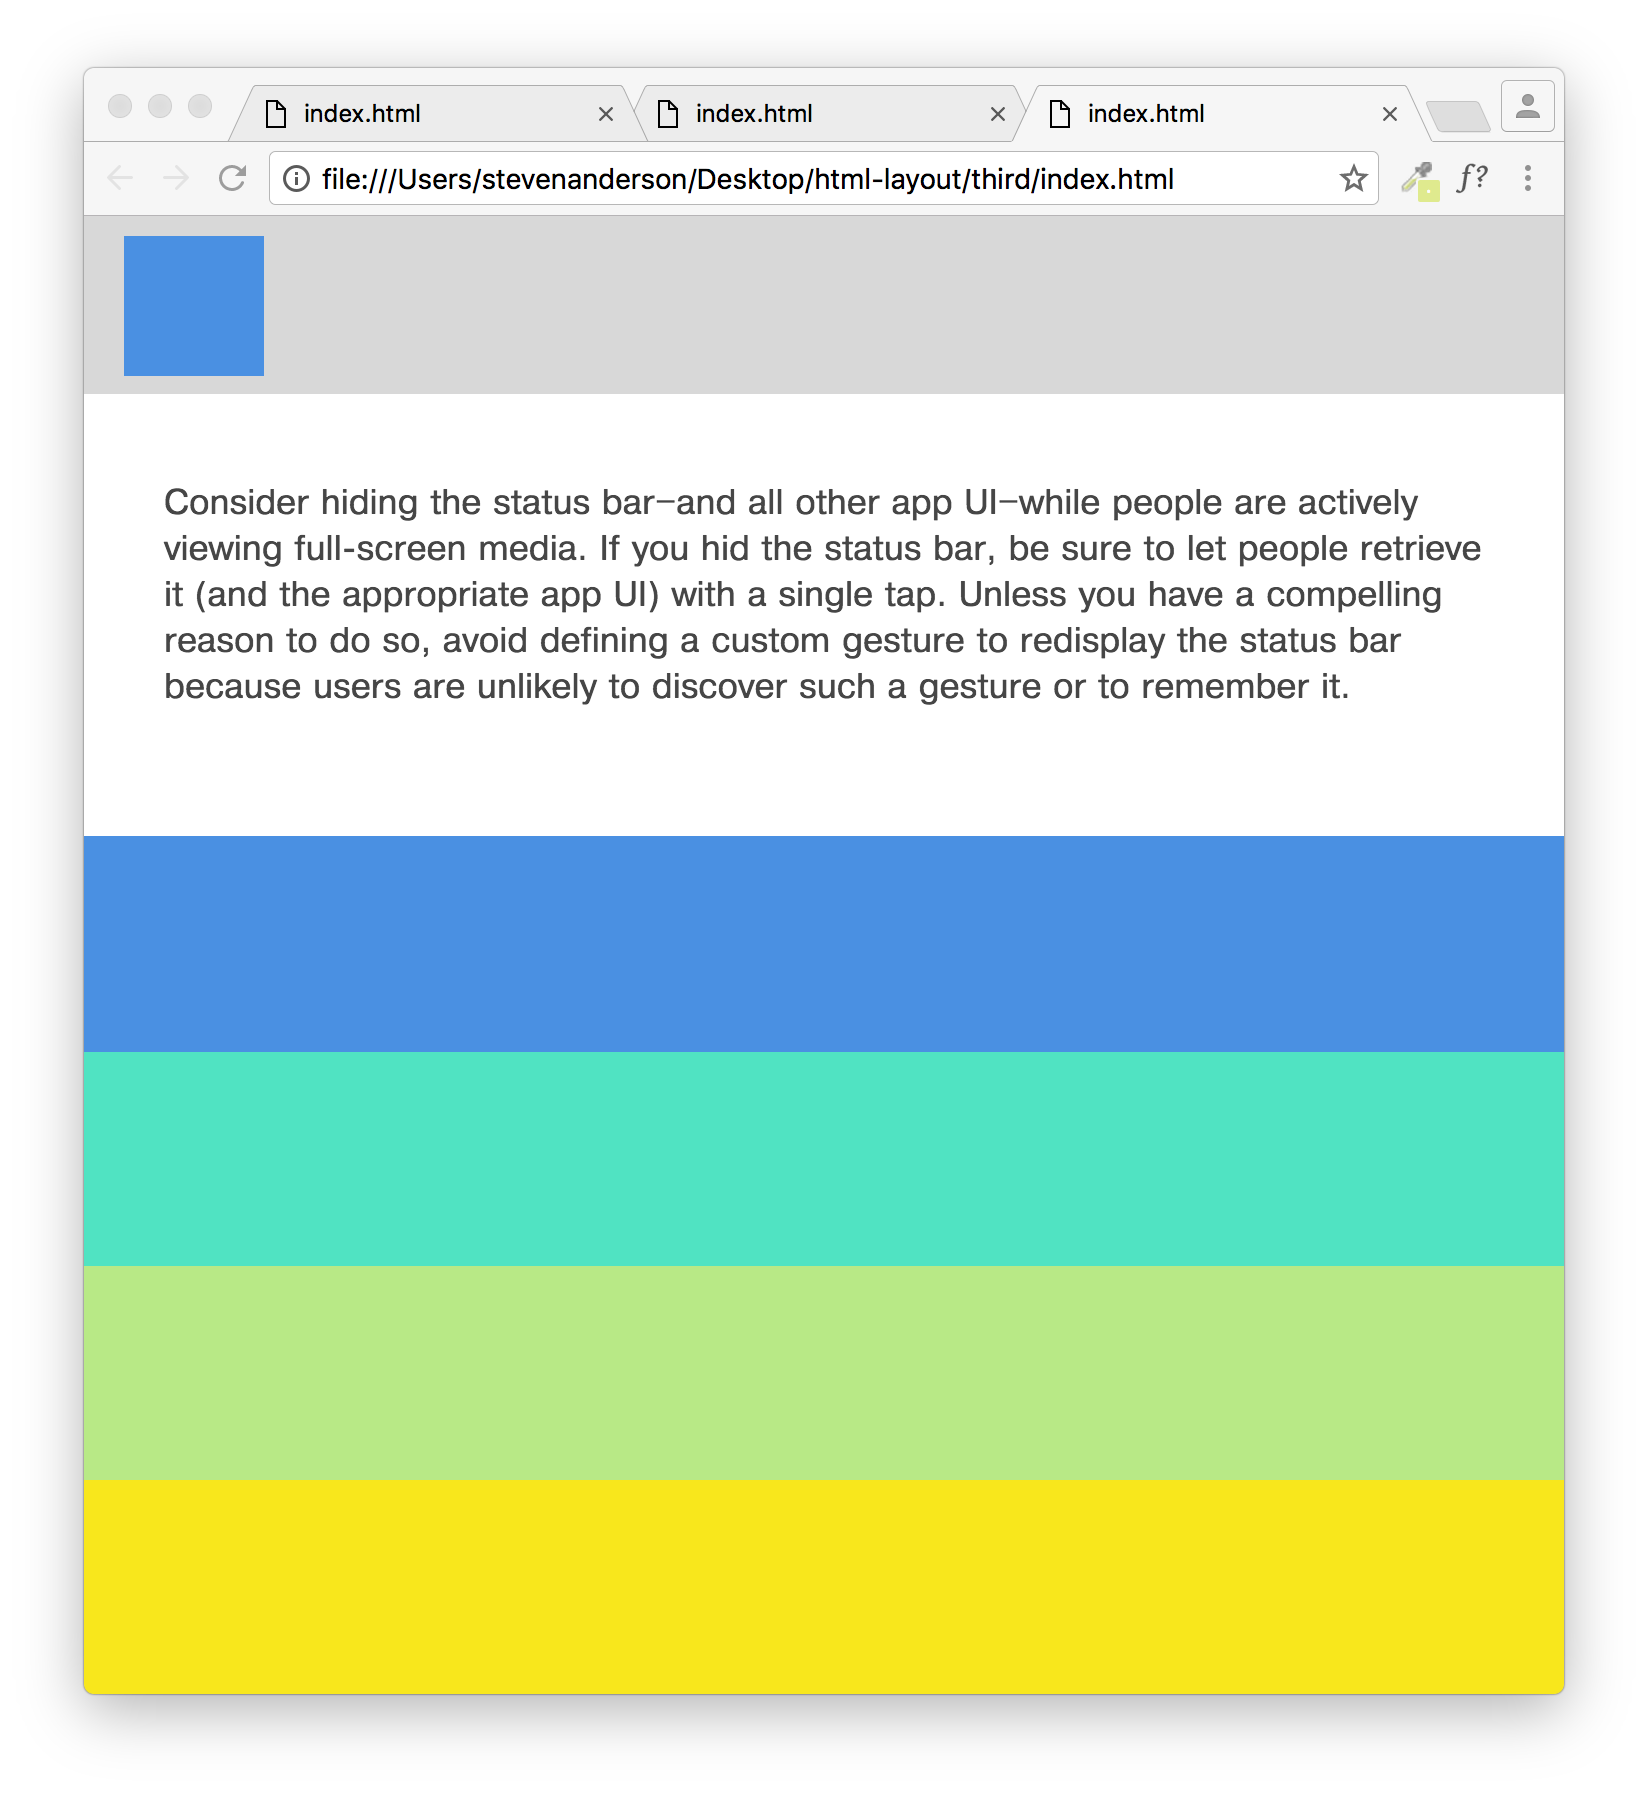 index.html
index.html
index.html
file:///Users/stevenanderson/Desktop/html-layout/third/index.html
f?
Consider hiding the status bar—and all other app UI—while people are actively
viewing full-screen media. If you hid the status bar, be sure to let people retrieve
it (and the appropriate app UI) with a single tap. Unless you have a compelling
reason to do so, avoid defining a custom gesture to redisplay the status bar
because users are unlikely to discover such a gesture or to remember it.